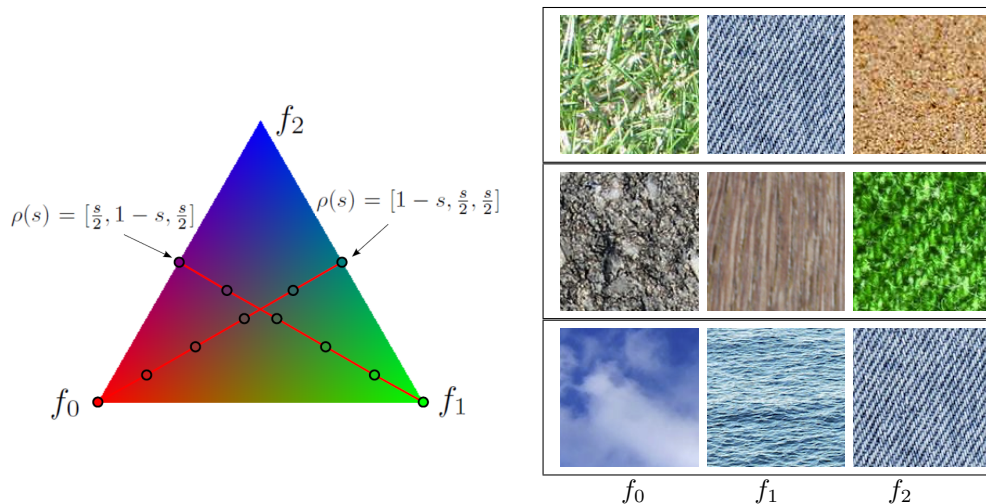 f₂
ρ(s) = [s/2, 1 − s, s/2]
ρ(s) = [1 − s, s/2, s/2]
f₀
f₁
f₀ f₁ f₂